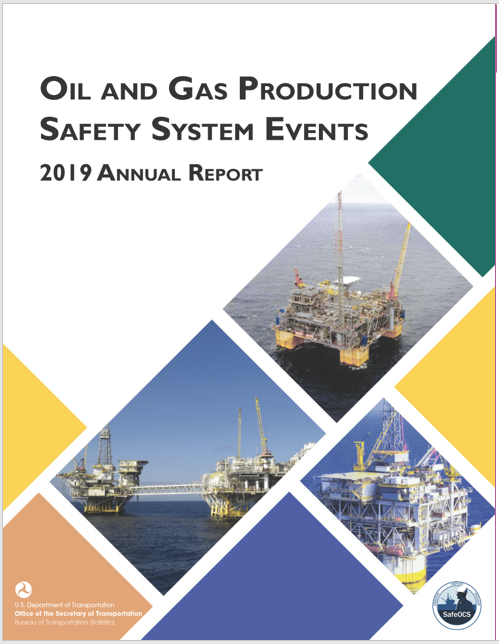 Oil and Gas Production
Safety System Events
2019 Annual Report
U.S. Department of Transportation
Office of the Secretary of Transportation
Bureau of Transportation Statistics
SafeOCS